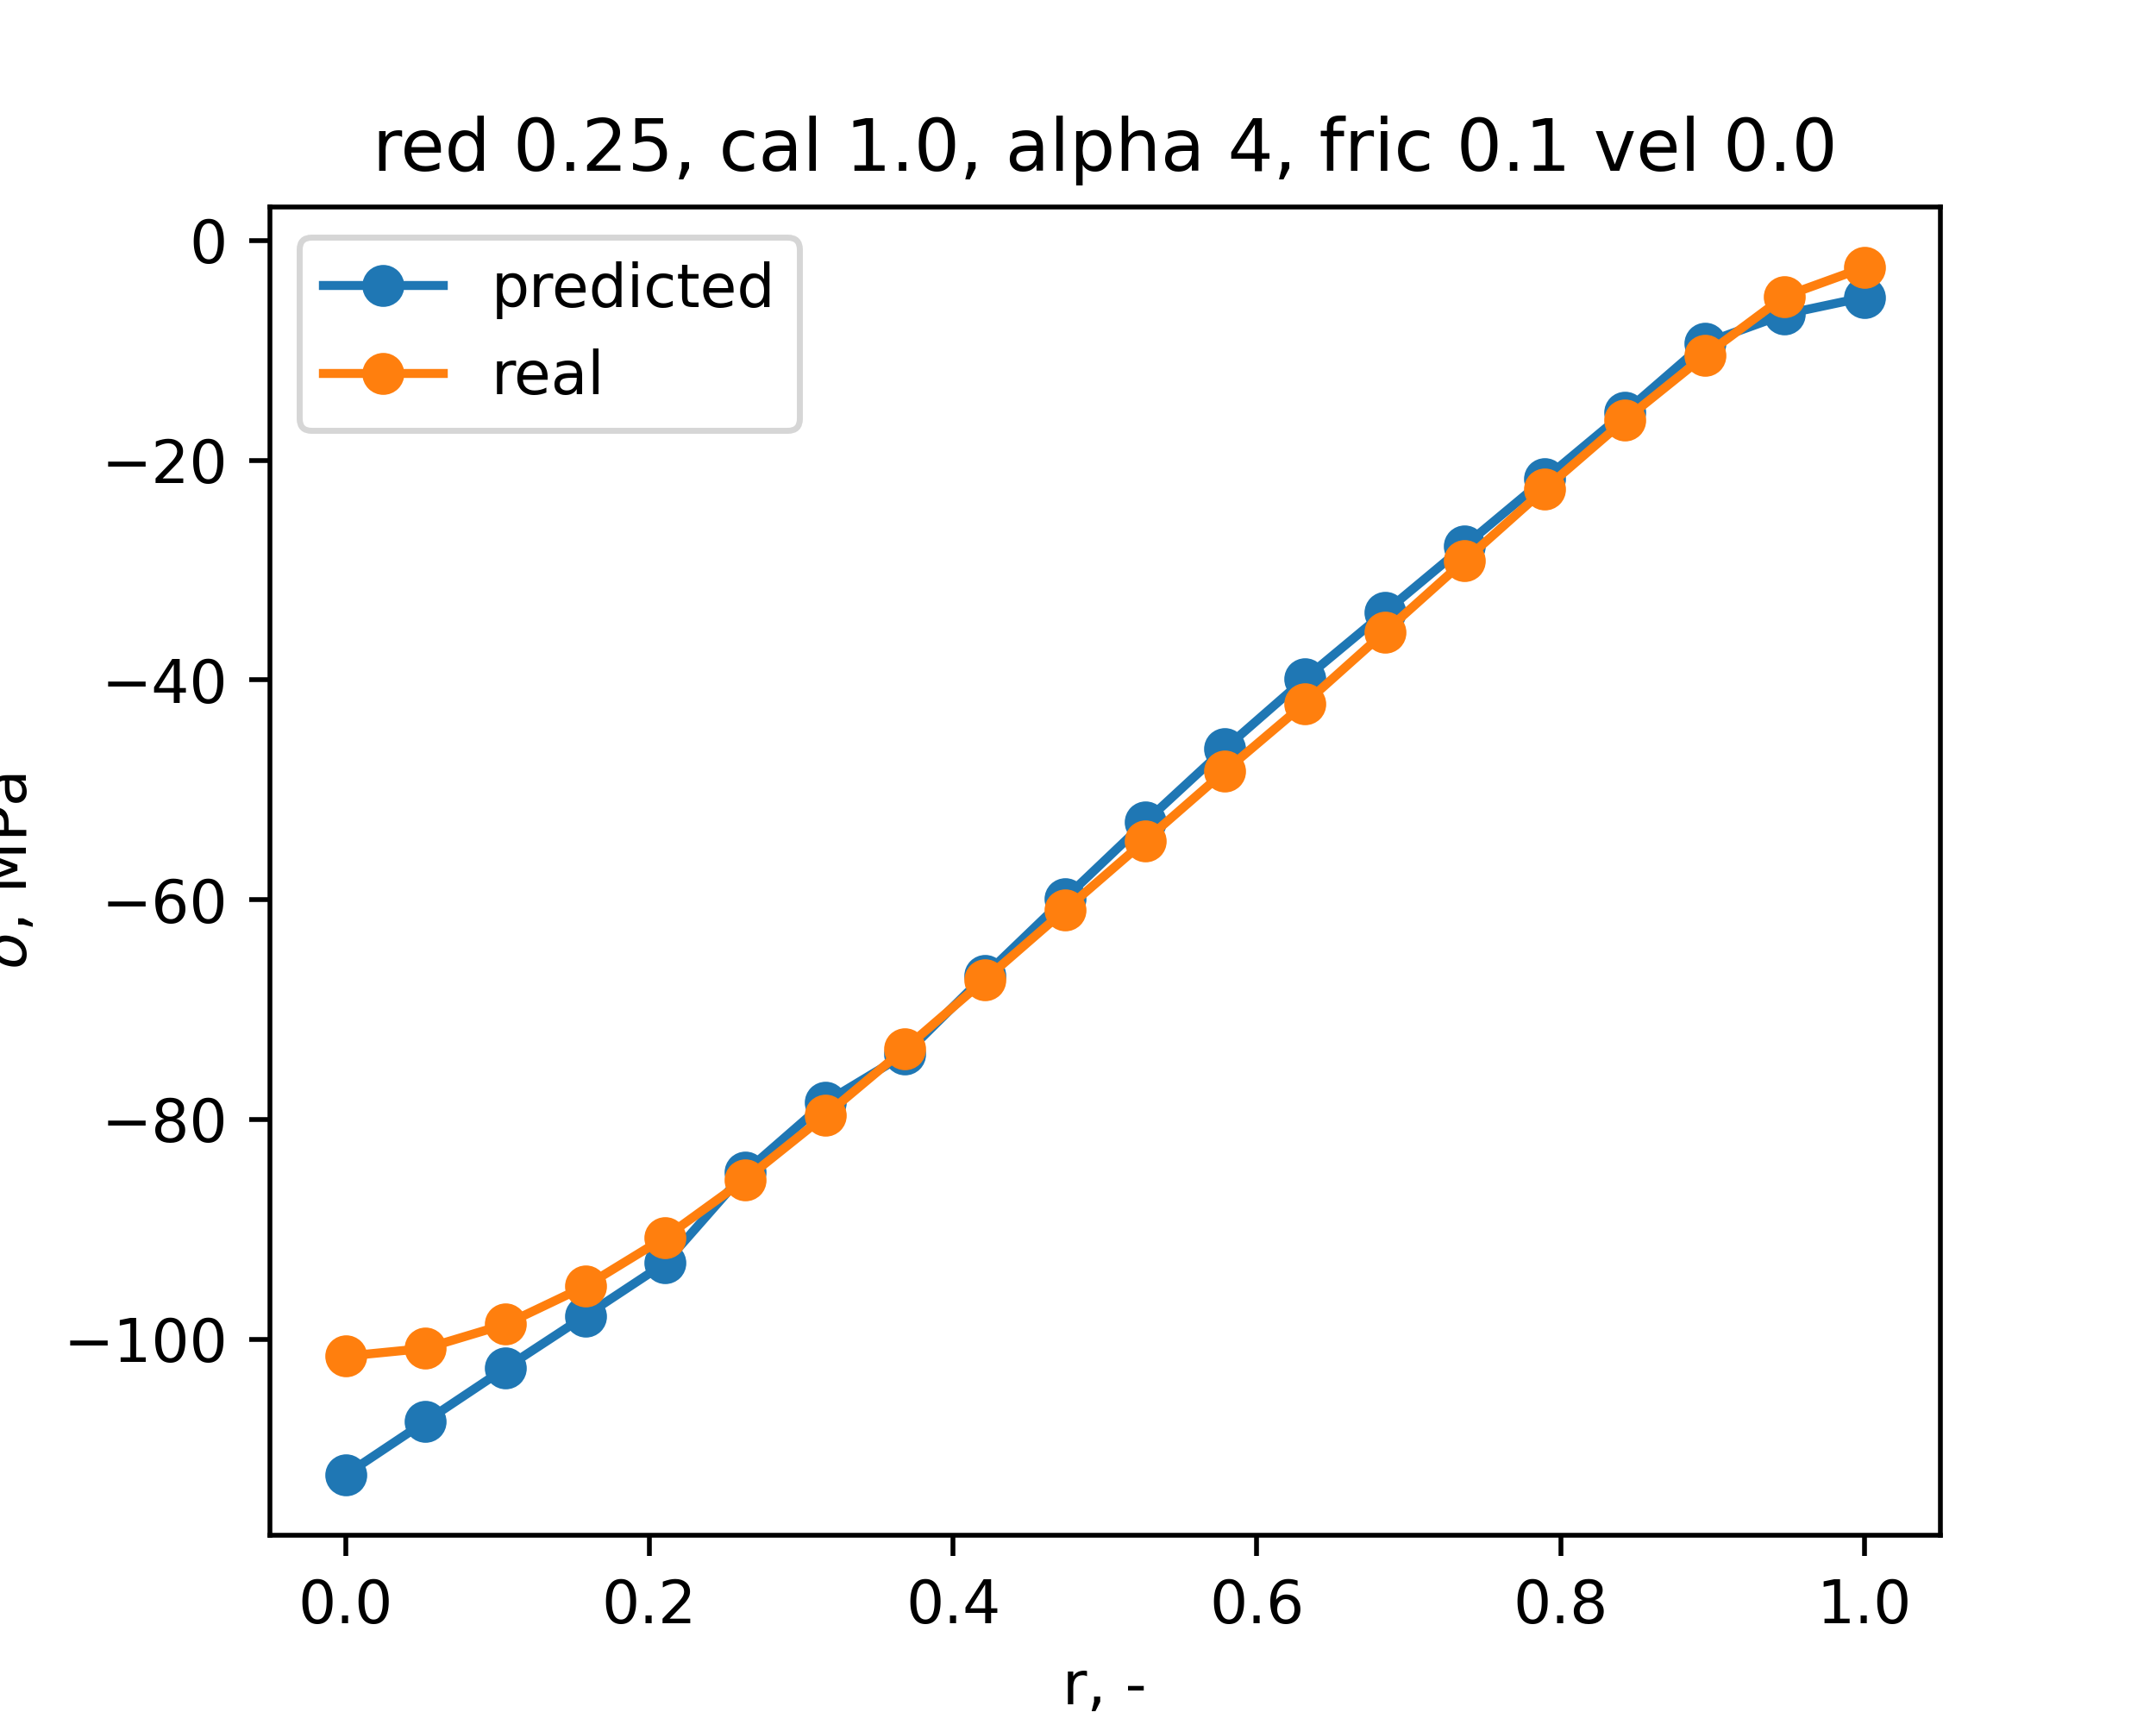 red 0.25, cal 1.0, alpha 4, fric 0.1 vel 0.0
predicted
real
0
−20
−40
−60
−80
−100
, MPa
0.0 0.2 0.4 0.6 0.8 1.0
r, -